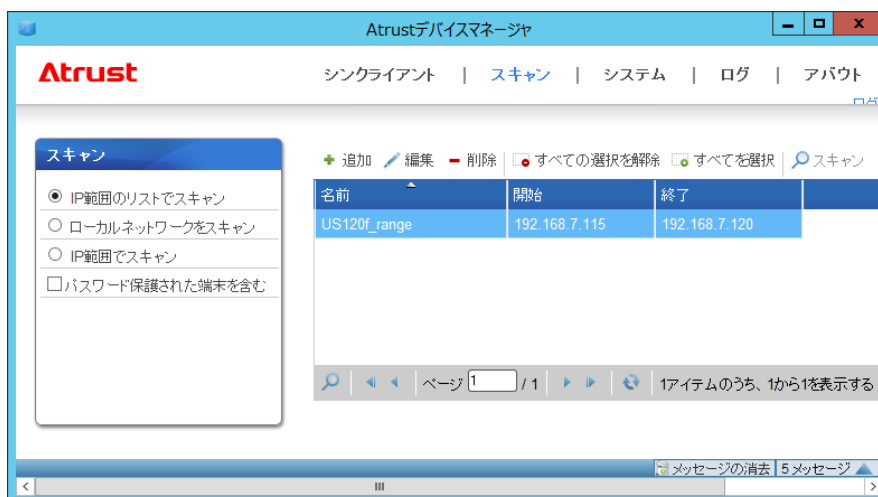 Atrustデバイスマネージャ
Atrust
シンクライアント | スキャン | システム | ログ | アバウト
ログ
スキャン
追加 編集 削除 すべての選択を解除 すべてを選択 スキャン
IP範囲のリストでスキャン
ローカルネットワークをスキャン
IP範囲でスキャン
パスワード保護された端末を含む
名前 開始 終了
US120f_range 192.168.7.115 192.168.7.120
ページ 1 / 1 1アイテムのうち、1から1を表示する
メッセージの消去 5 メッセージ